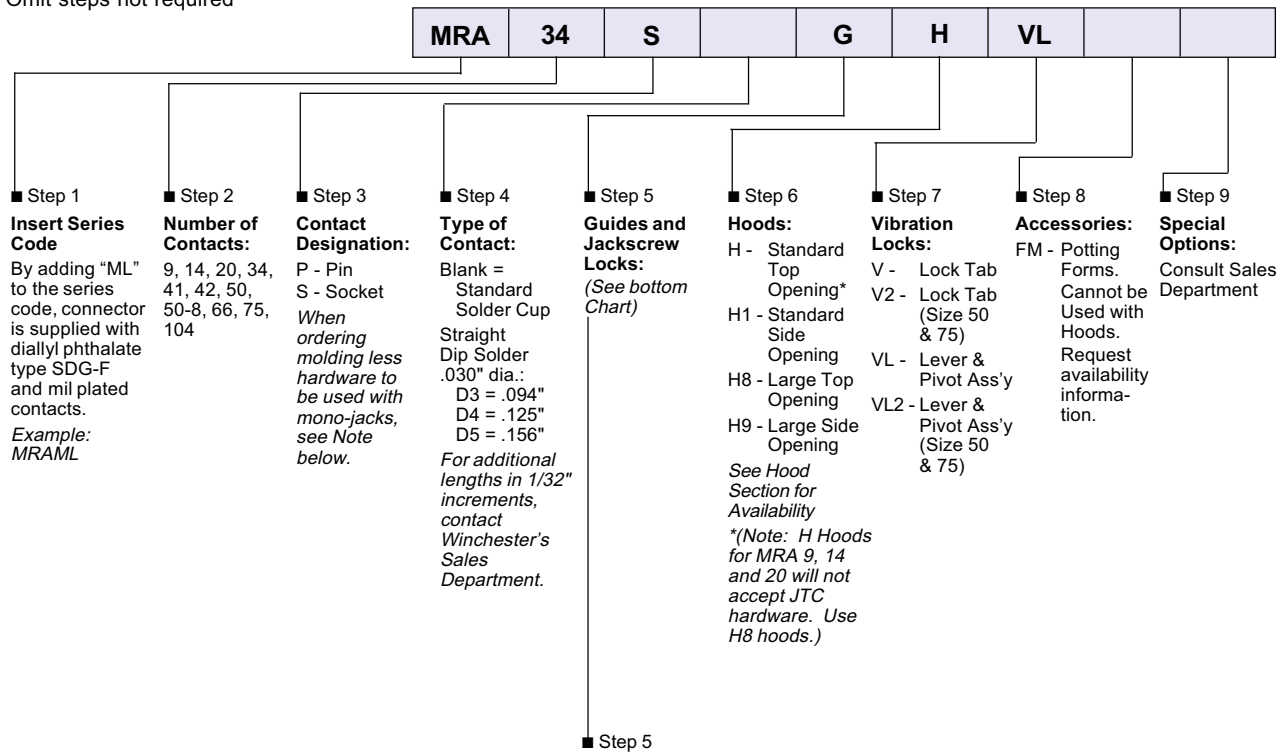 Omit steps not required
MRA 34 S G H VL
■ Step 1
Insert Series
Code
By adding "ML"
to the series
code, connector
is supplied with
diallyl phthalate
type SDG-F
and mil plated
contacts.
Example:
MRAML
■ Step 2
Number of
Contacts:
9, 14, 20, 34,
41, 42, 50,
50-8, 66, 75,
104
■ Step 3
Contact
Designation:
P - Pin
S - Socket
When
ordering
molding less
hardware to
be used with
mono-jacks,
see Note
below.
■ Step 4
Type of
Contact:
Blank =
Standard
Solder Cup
Straight
Dip Solder
.030" dia.:
D3 = .094"
D4 = .125"
D5 = .156"
For additional
lengths in 1/32"
increments,
contact
Winchester's
Sales
Department.
■ Step 5
Guides and
Jackscrew
Locks:
(See bottom
Chart)
■ Step 6
Hoods:
H - Standard
Top
Opening*
H1 - Standard
Side
Opening
H8 - Large Top
Opening
H9 - Large Side
Opening
See Hood
Section for
Availability
*(Note: H Hoods
for MRA 9, 14
and 20 will not
accept JTC
hardware. Use
H8 hoods.)
■ Step 7
Vibration
Locks:
V - Lock Tab
V2 - Lock Tab
(Size 50
& 75)
VL - Lever &
Pivot Ass'y
VL2 - Lever &
Pivot Ass'y
(Size 50
& 75)
■ Step 8
Accessories:
FM - Potting
Forms.
Cannot be
Used with
Hoods.
Request
availability
informa-
tion.
■ Step 9
Special
Options:
Consult Sales
Department
■ Step 5